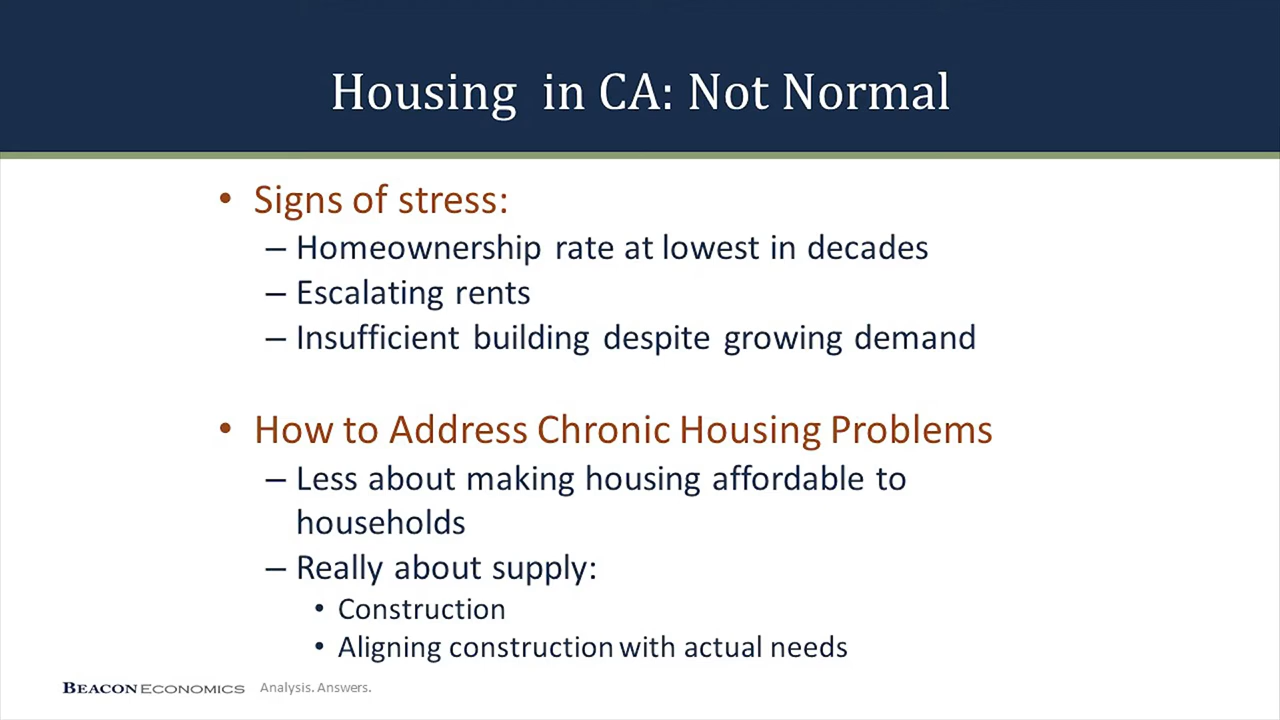 Housing in CA: Not Normal
• Signs of stress:
– Homeownership rate at lowest in decades
– Escalating rents
– Insufficient building despite growing demand
• How to Address Chronic Housing Problems
– Less about making housing affordable to
households
– Really about supply:
• Construction
• Aligning construction with actual needs
BEACON ECONOMICS Analysis. Answers.